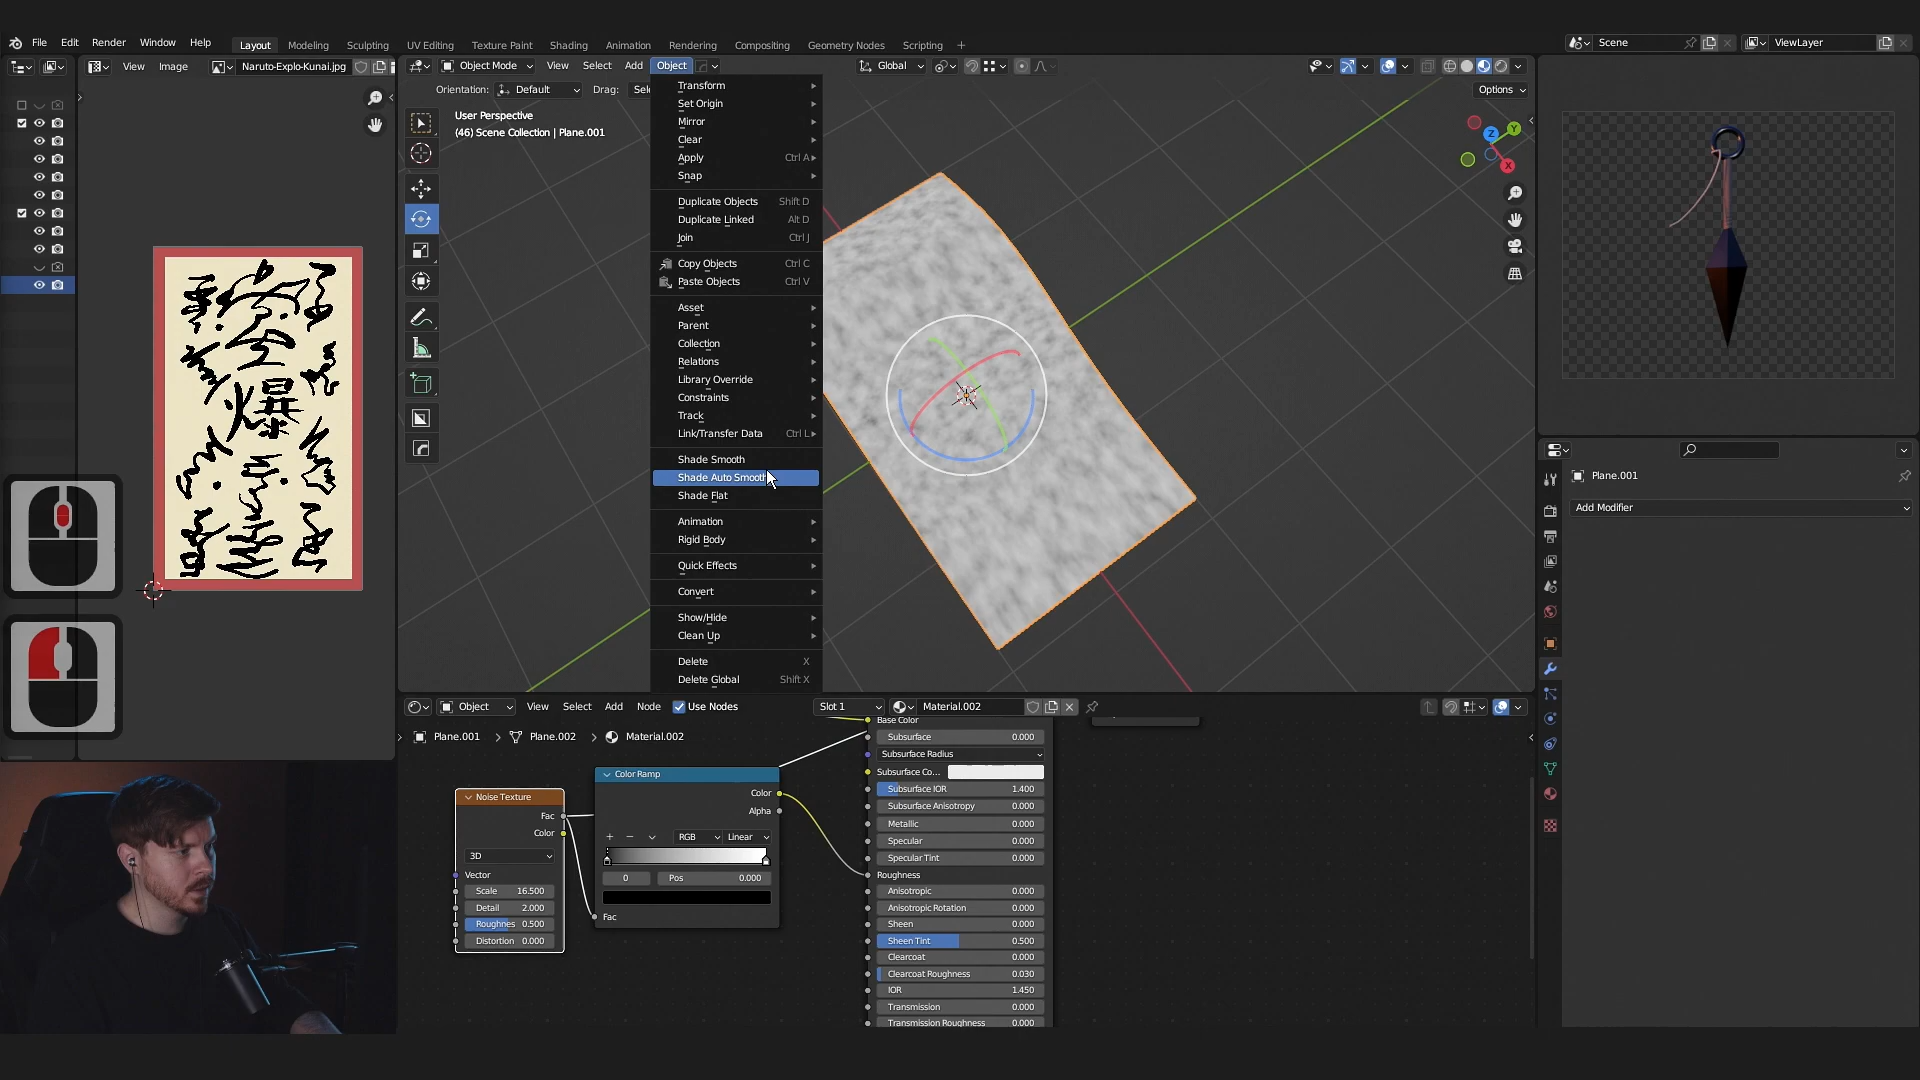 File Edit Render Window Help
Layout Modeling Sculpting UV Editing Texture Paint Shading Animation Rendering Compositing Geometry Nodes Scripting +
Scene
ViewLayer
View Image Naruto-Explo-Kunai.jpg
Object Mode View Select Add Object
Global
Orientation: Default Drag: Sel
Options
User Perspective
(46) Scene Collection | Plane.001
Transform
Set Origin
Mirror
Clear
Apply Ctrl A
Snap
Duplicate Objects Shift D
Duplicate Linked Alt D
Join Ctrl J
Copy Objects Ctrl C
Paste Objects Ctrl V
Asset
Parent
Collection
Relations
Library Override
Constraints
Track
Link/Transfer Data Ctrl L
Shade Smooth
Shade Auto Smooth
Shade Flat
Animation
Rigid Body
Quick Effects
Convert
Show/Hide
Clean Up
Delete X
Delete Global Shift X
Z
Y
X
爆
Plane.001
Add Modifier
Object View Select Add Node Use Nodes Slot 1 Material.002
Plane.001 > Plane.002 > Material.002
Noise Texture
Fac
Color
3D
Vector
Scale 16.500
Detail 2.000
Roughnes 0.500
Distortion 0.000
Color Ramp
Color
Alpha
+ − RGB Linear
0 Pos 0.000
Fac
Base Color
Subsurface 0.000
Subsurface Radius
Subsurface Co...
Subsurface IOR 1.400
Subsurface Anisotropy 0.000
Metallic 0.000
Specular 0.000
Specular Tint 0.000
Roughness
Anisotropic 0.000
Anisotropic Rotation 0.000
Sheen 0.000
Sheen Tint 0.500
Clearcoat 0.000
Clearcoat Roughness 0.030
IOR 1.450
Transmission 0.000
Transmission Roughness 0.000